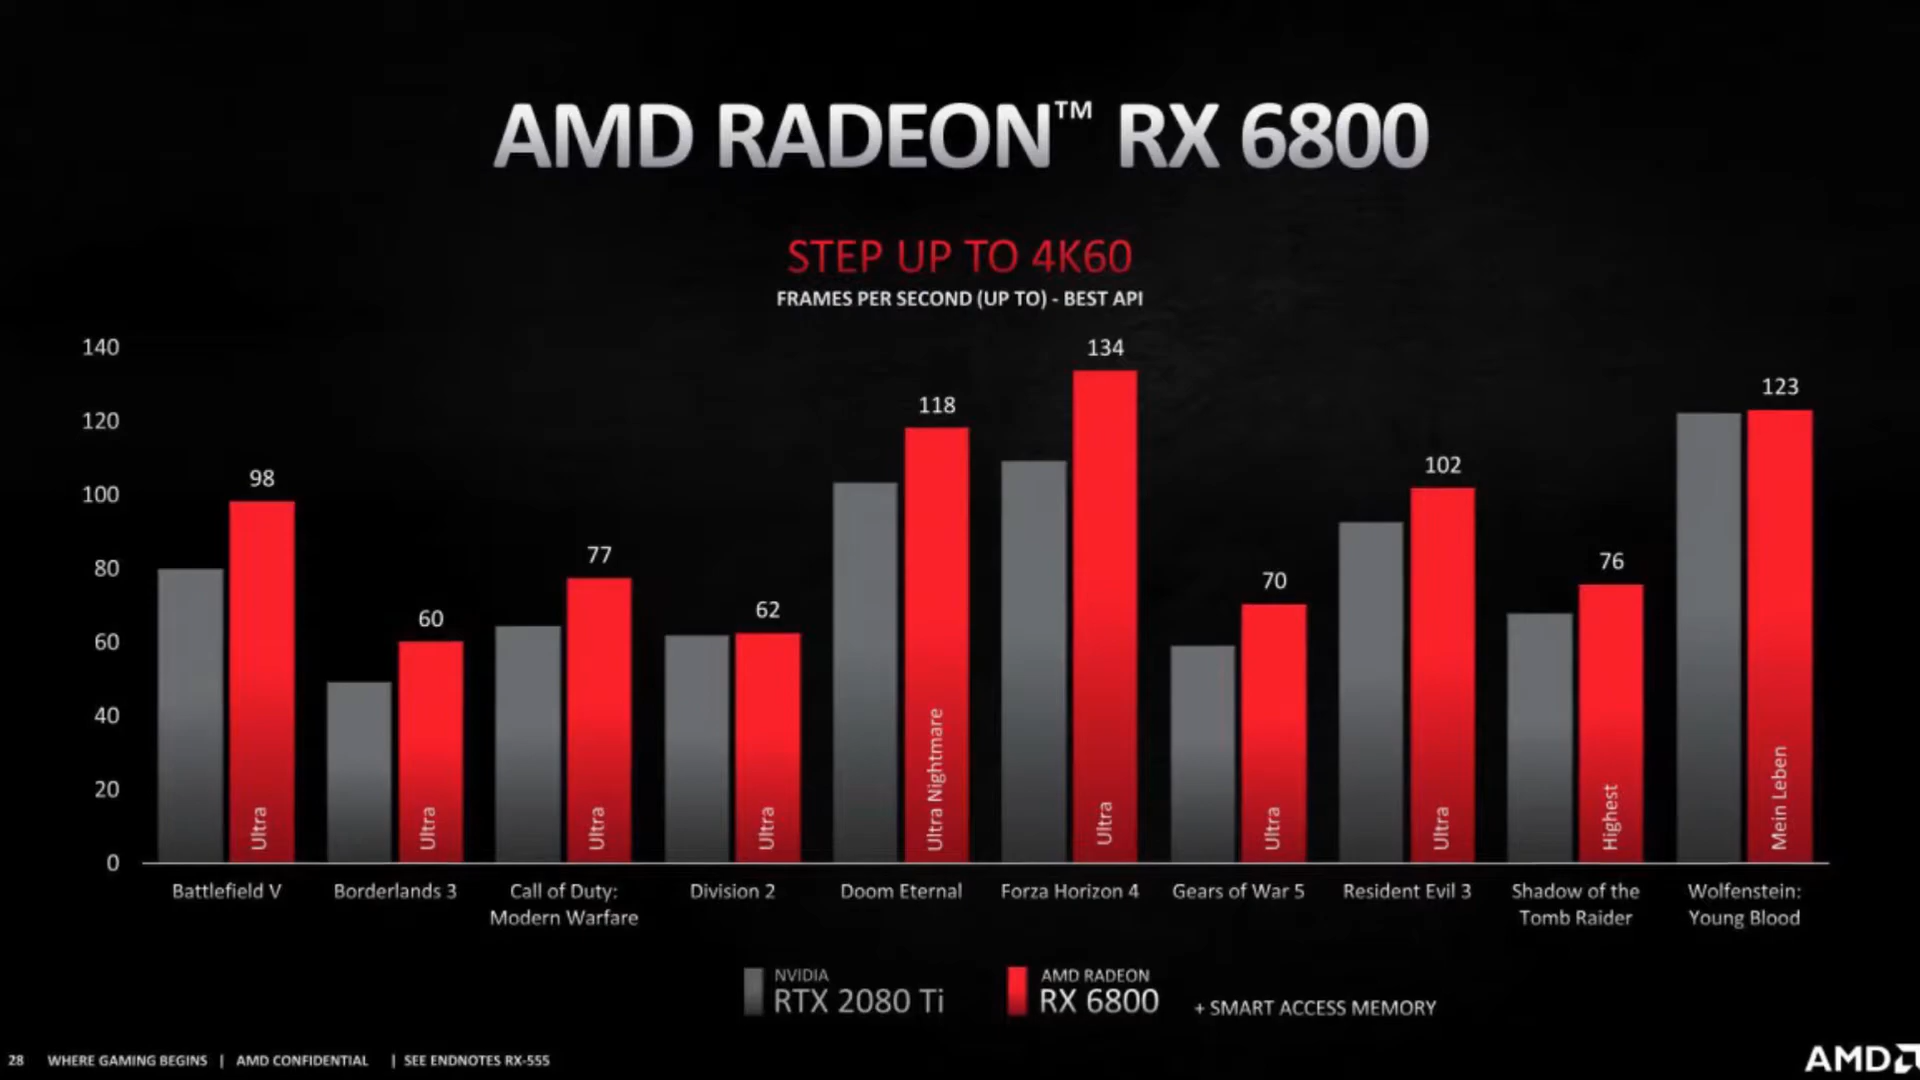 AMD RADEON™ RX 6800
STEP UP TO 4K60
FRAMES PER SECOND (UP TO) - BEST API
140
120
100
80
60
40
20
0
98
60
77
62
118
134
70
102
76
123
Ultra
Ultra
Ultra
Ultra
Ultra Nightmare
Ultra
Ultra
Ultra
Highest
Mein Leben
Battlefield V
Borderlands 3
Call of Duty:
Modern Warfare
Division 2
Doom Eternal
Forza Horizon 4
Gears of War 5
Resident Evil 3
Shadow of the
Tomb Raider
Wolfenstein:
Young Blood
NVIDIA
RTX 2080 Ti
AMD RADEON
RX 6800
+ SMART ACCESS MEMORY
28 WHERE GAMING BEGINS | AMD CONFIDENTIAL | SEE ENDNOTES RX-555
AMD